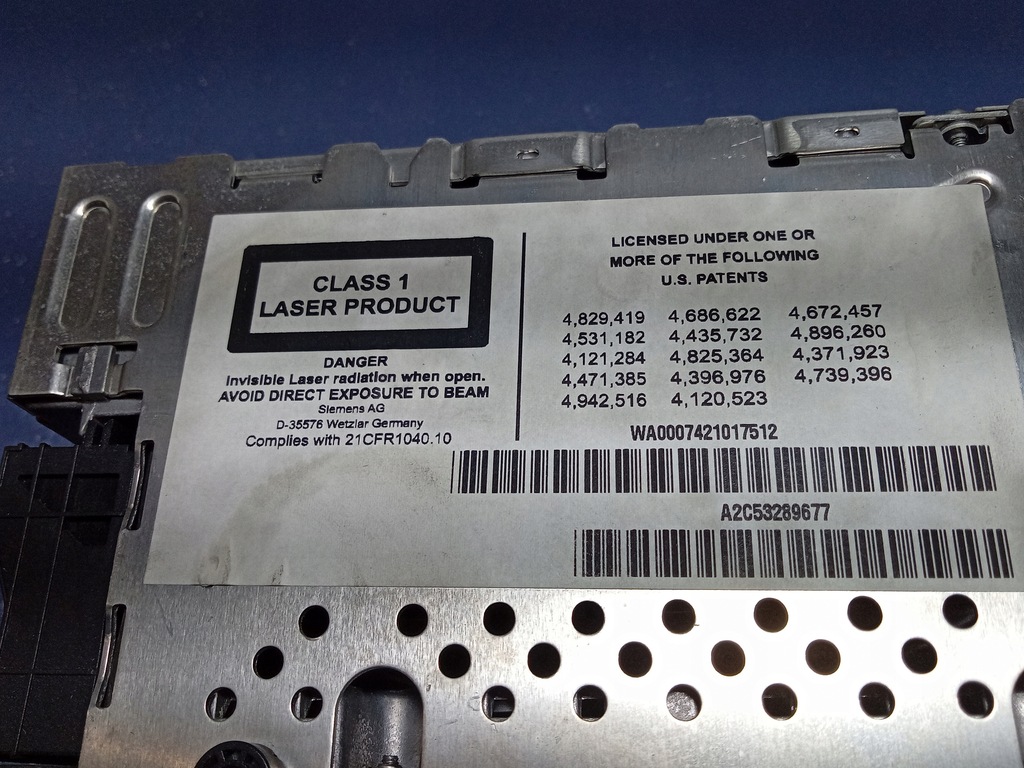 CLASS 1
LASER PRODUCT
DANGER
Invisible Laser radiation when open.
AVOID DIRECT EXPOSURE TO BEAM
Siemens AG
D-35576 Wetzlar Germany
Complies with 21CFR1040.10
LICENSED UNDER ONE OR
MORE OF THE FOLLOWING
U.S. PATENTS
4,829,419 4,686,622 4,672,457
4,531,182 4,435,732 4,896,260
4,121,284 4,825,364 4,371,923
4,471,385 4,396,976 4,739,396
4,942,516 4,120,523
WA0007421017512
A2C53289677